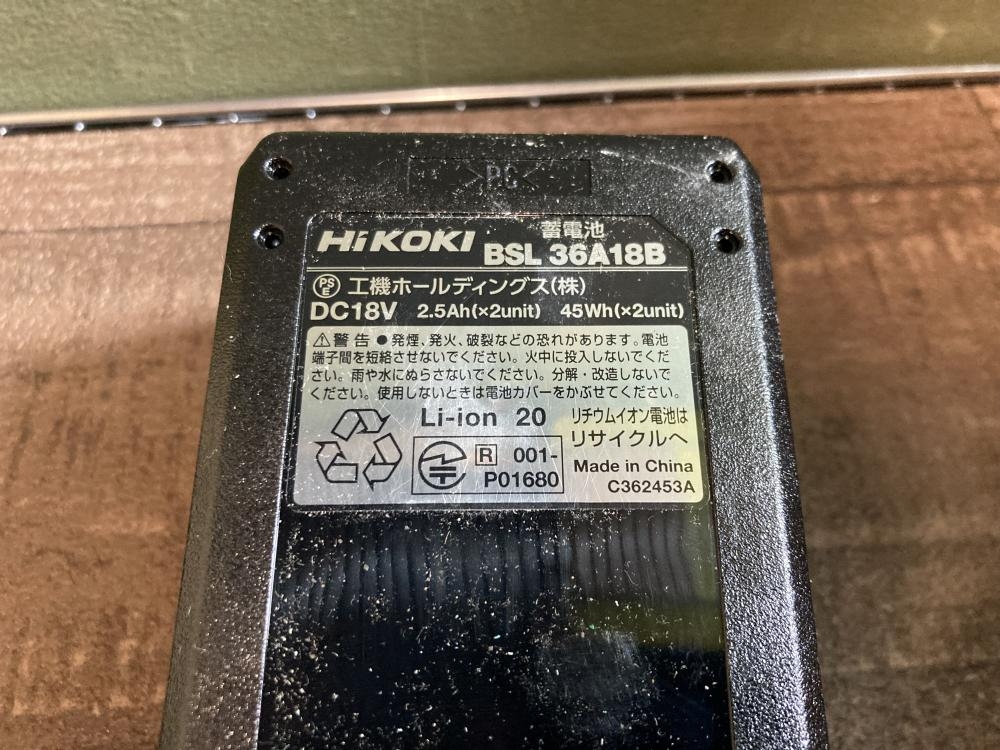 >PC<
HiKOKI 蓄電池
BSL 36A18B
PSE 工機ホールディングス(株)
DC18V 2.5Ah(×2unit) 45Wh(×2unit)
⚠警告 ●発煙、発火、破裂などの恐れがあります。電池
端子間を短絡させないでください。火中に投入しないでくだ
さい。雨や水にぬらさないでください。分解・改造しないで
ください。使用しないときは電池カバーをかぶせてください。
Li-ion 20 リチウムイオン電池は
リサイクルへ
R 001-
P01680
Made in China
C362453A